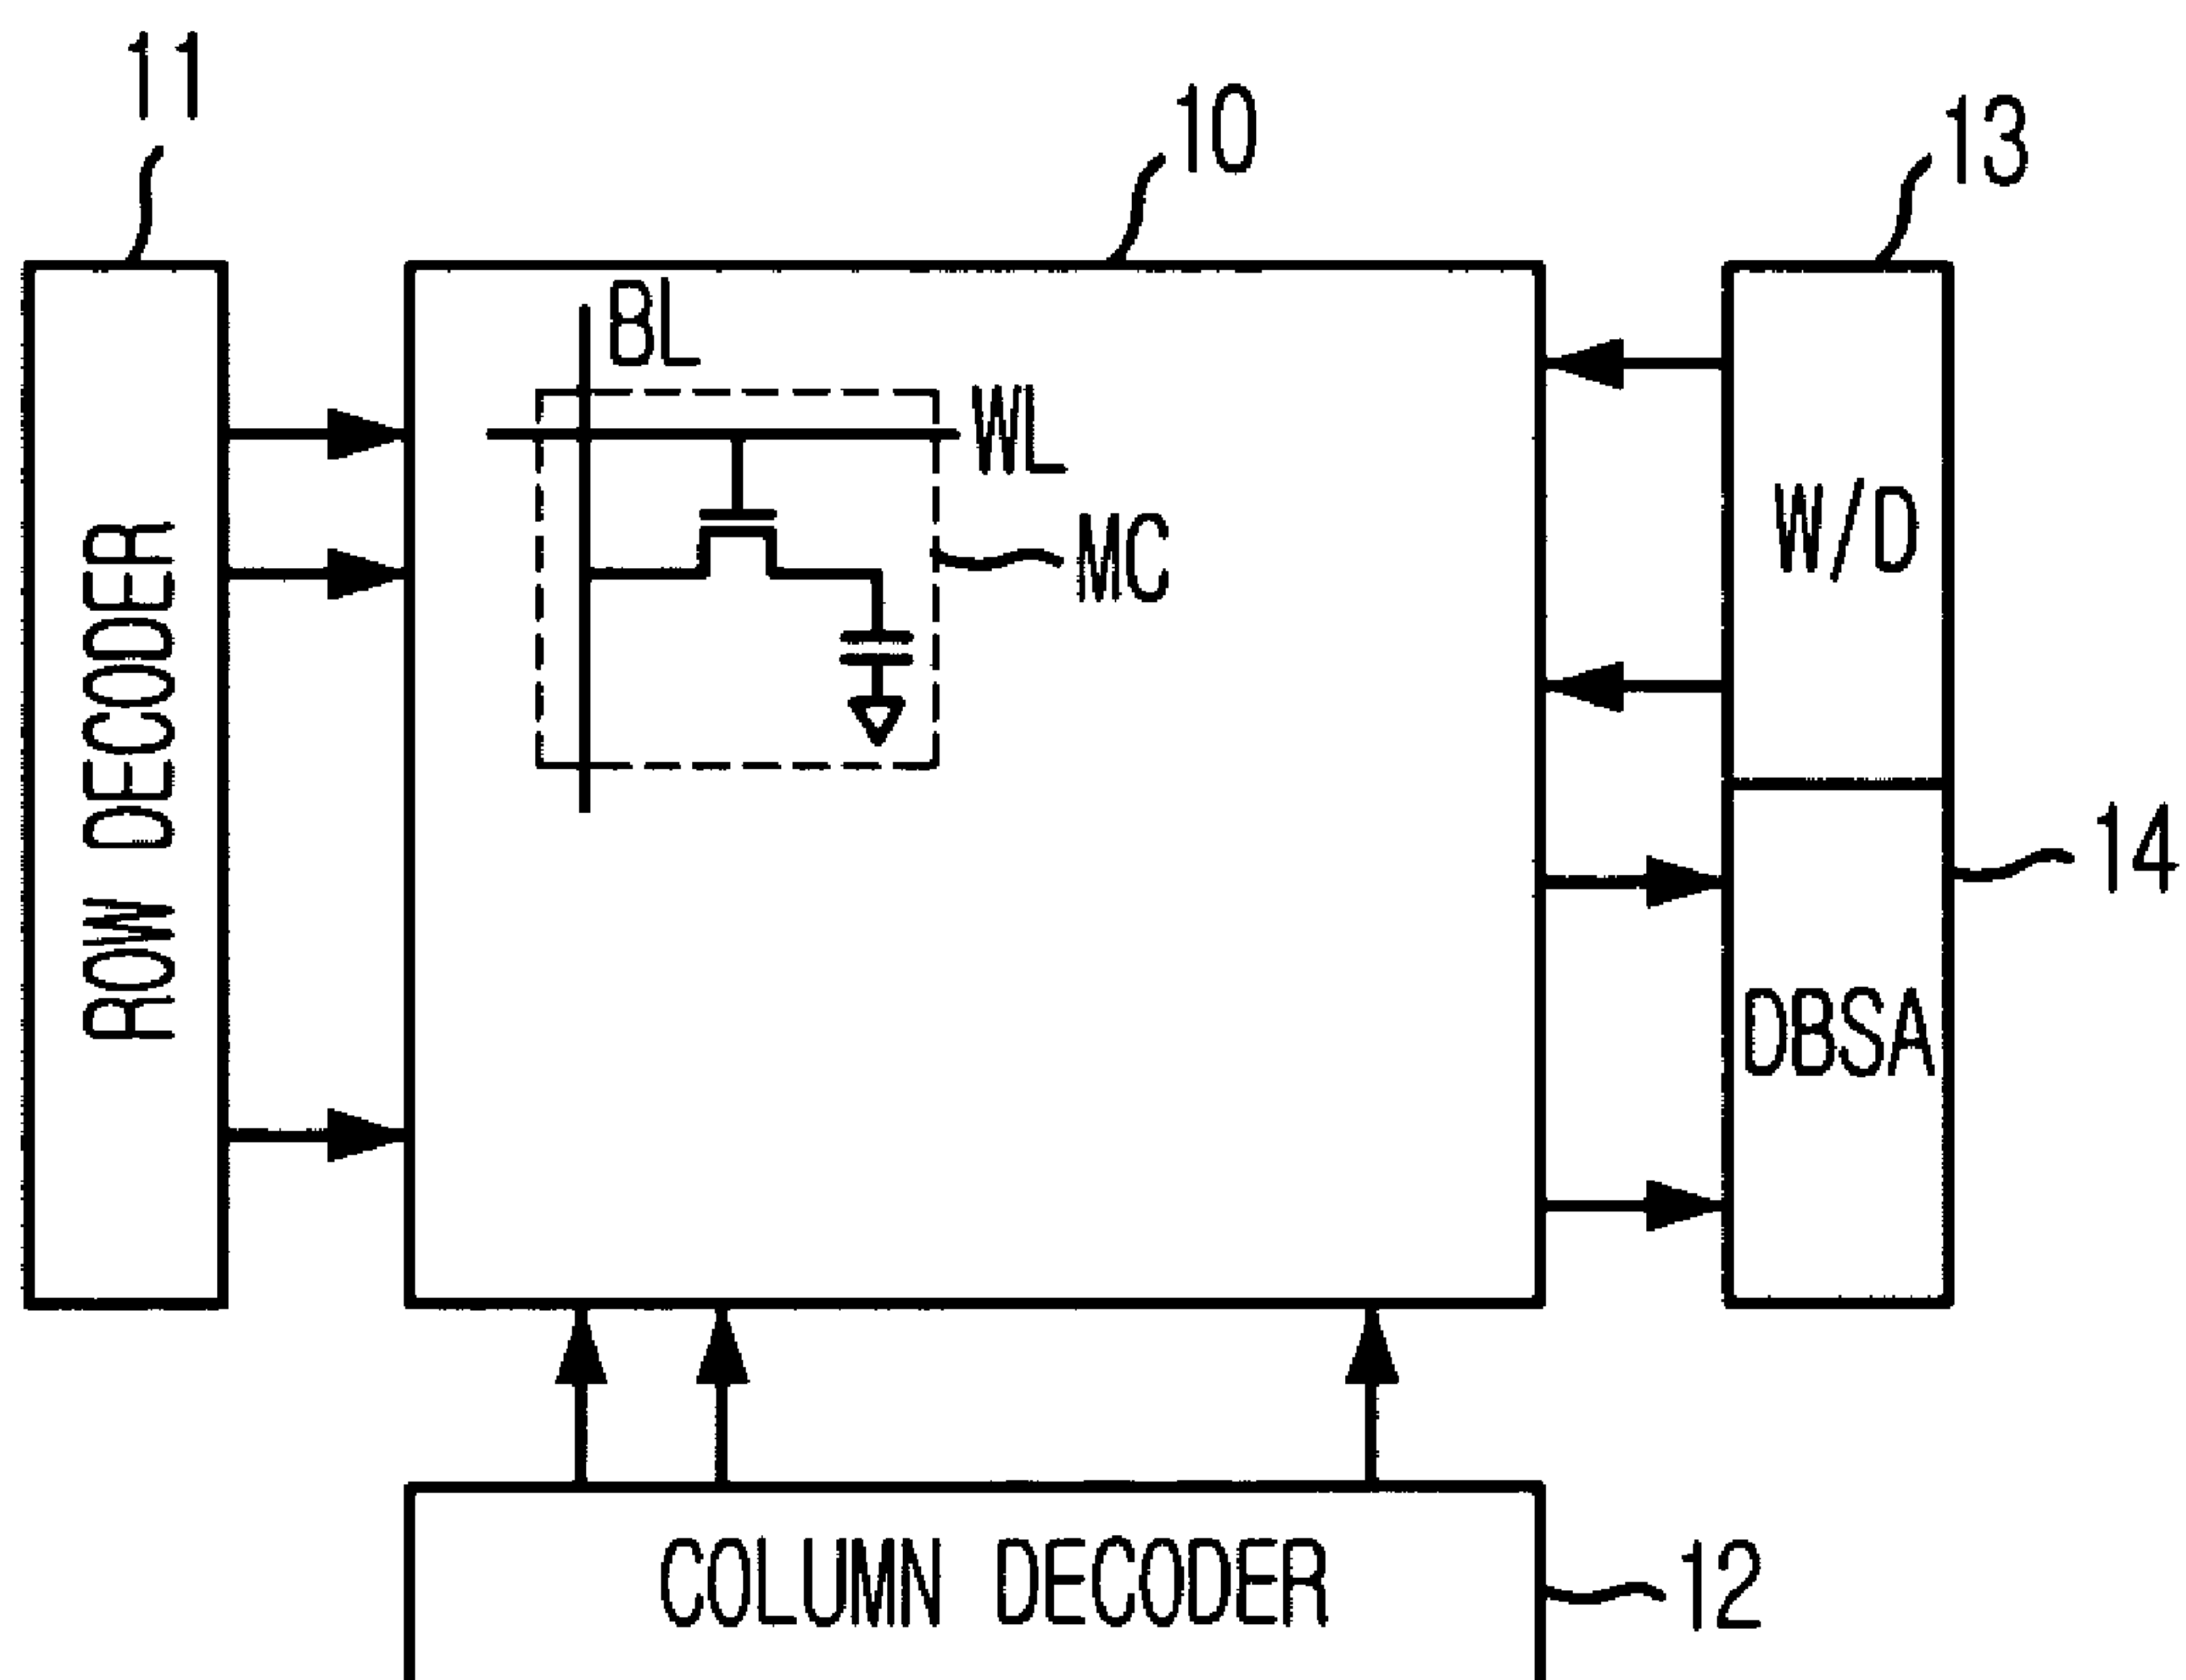 11
10
13
BL
WL
MC
W/D
ROW DECODER
14
DBSA
COLUMN DECODER
12